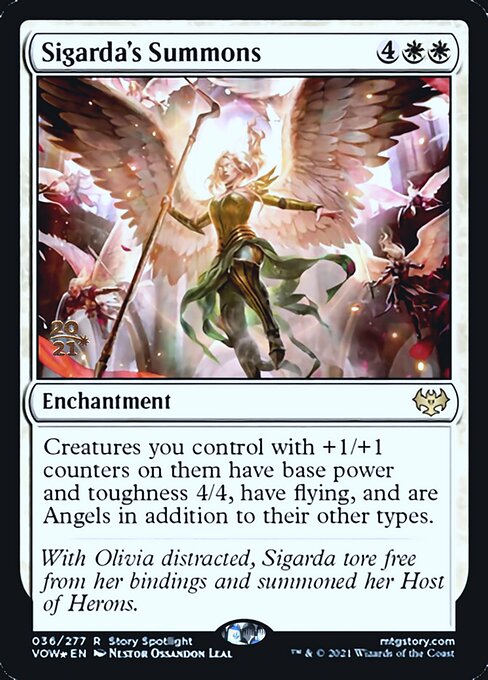 Sigarda's Summons 4
20
21
Enchantment
Creatures you control with +1/+1
counters on them have base power
and toughness 4/4, have flying, and are
Angels in addition to their other types.
With Olivia distracted, Sigarda tore free
from her bindings and summoned her Host
of Herons.
036/277 R Story Spotlight mtgstory.com
VOW★EN Nestor Ossandon Leal ™ & © 2021 Wizards of the Coast